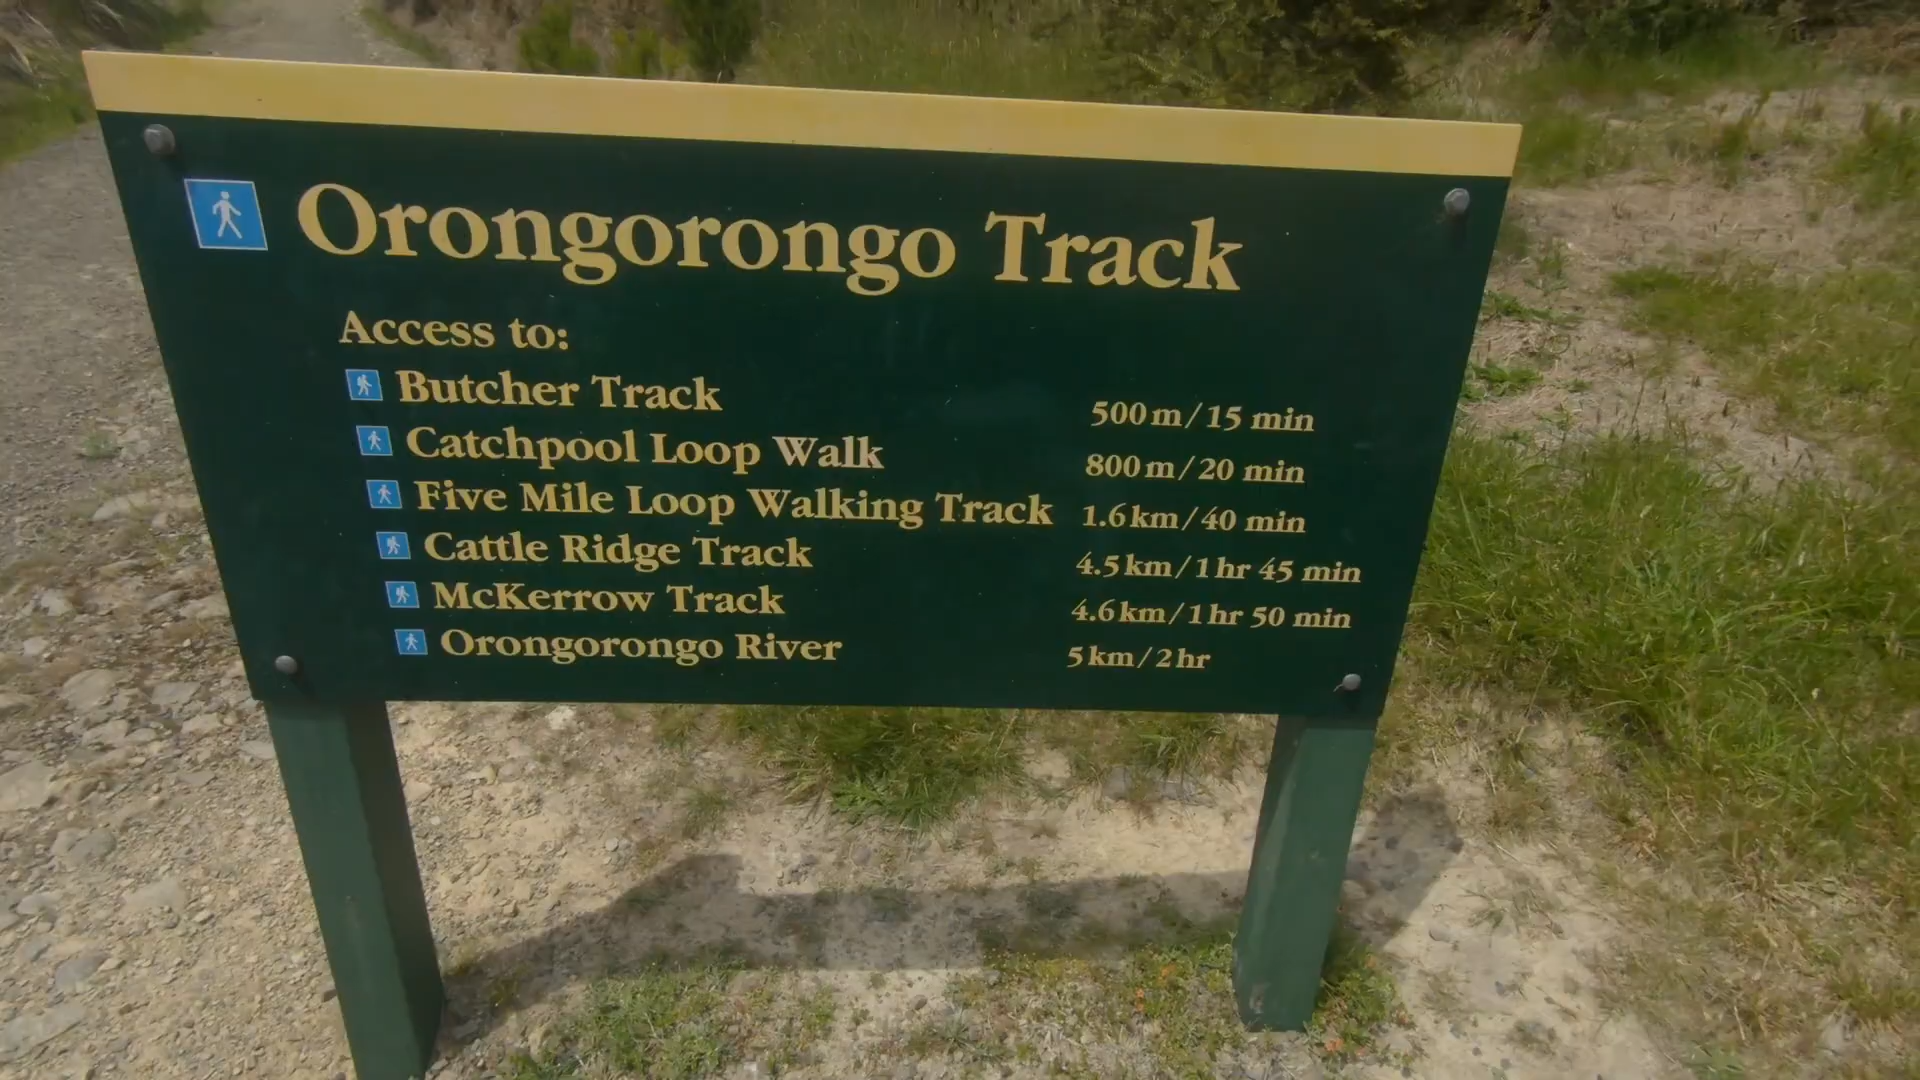 Orongorongo Track
Access to:
Butcher Track 500 m / 15 min
Catchpool Loop Walk 800 m / 20 min
Five Mile Loop Walking Track 1.6 km / 40 min
Cattle Ridge Track 4.5 km / 1 hr 45 min
McKerrow Track 4.6 km / 1 hr 50 min
Orongorongo River 5 km / 2 hr